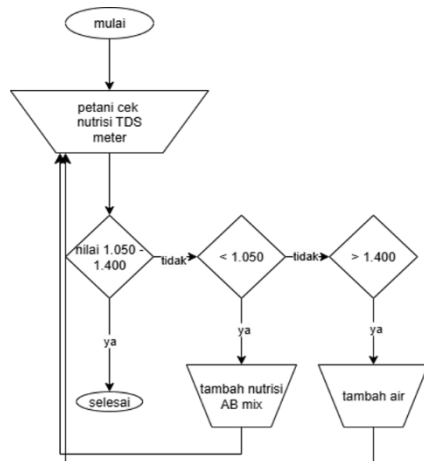 mulai
petani cek
nutrisi TDS
meter
nilai 1.050 -
1.400
tidak
< 1.050
tidak
> 1.400
ya
ya
ya
selesai
tambah nutrisi
AB mix
tambah air